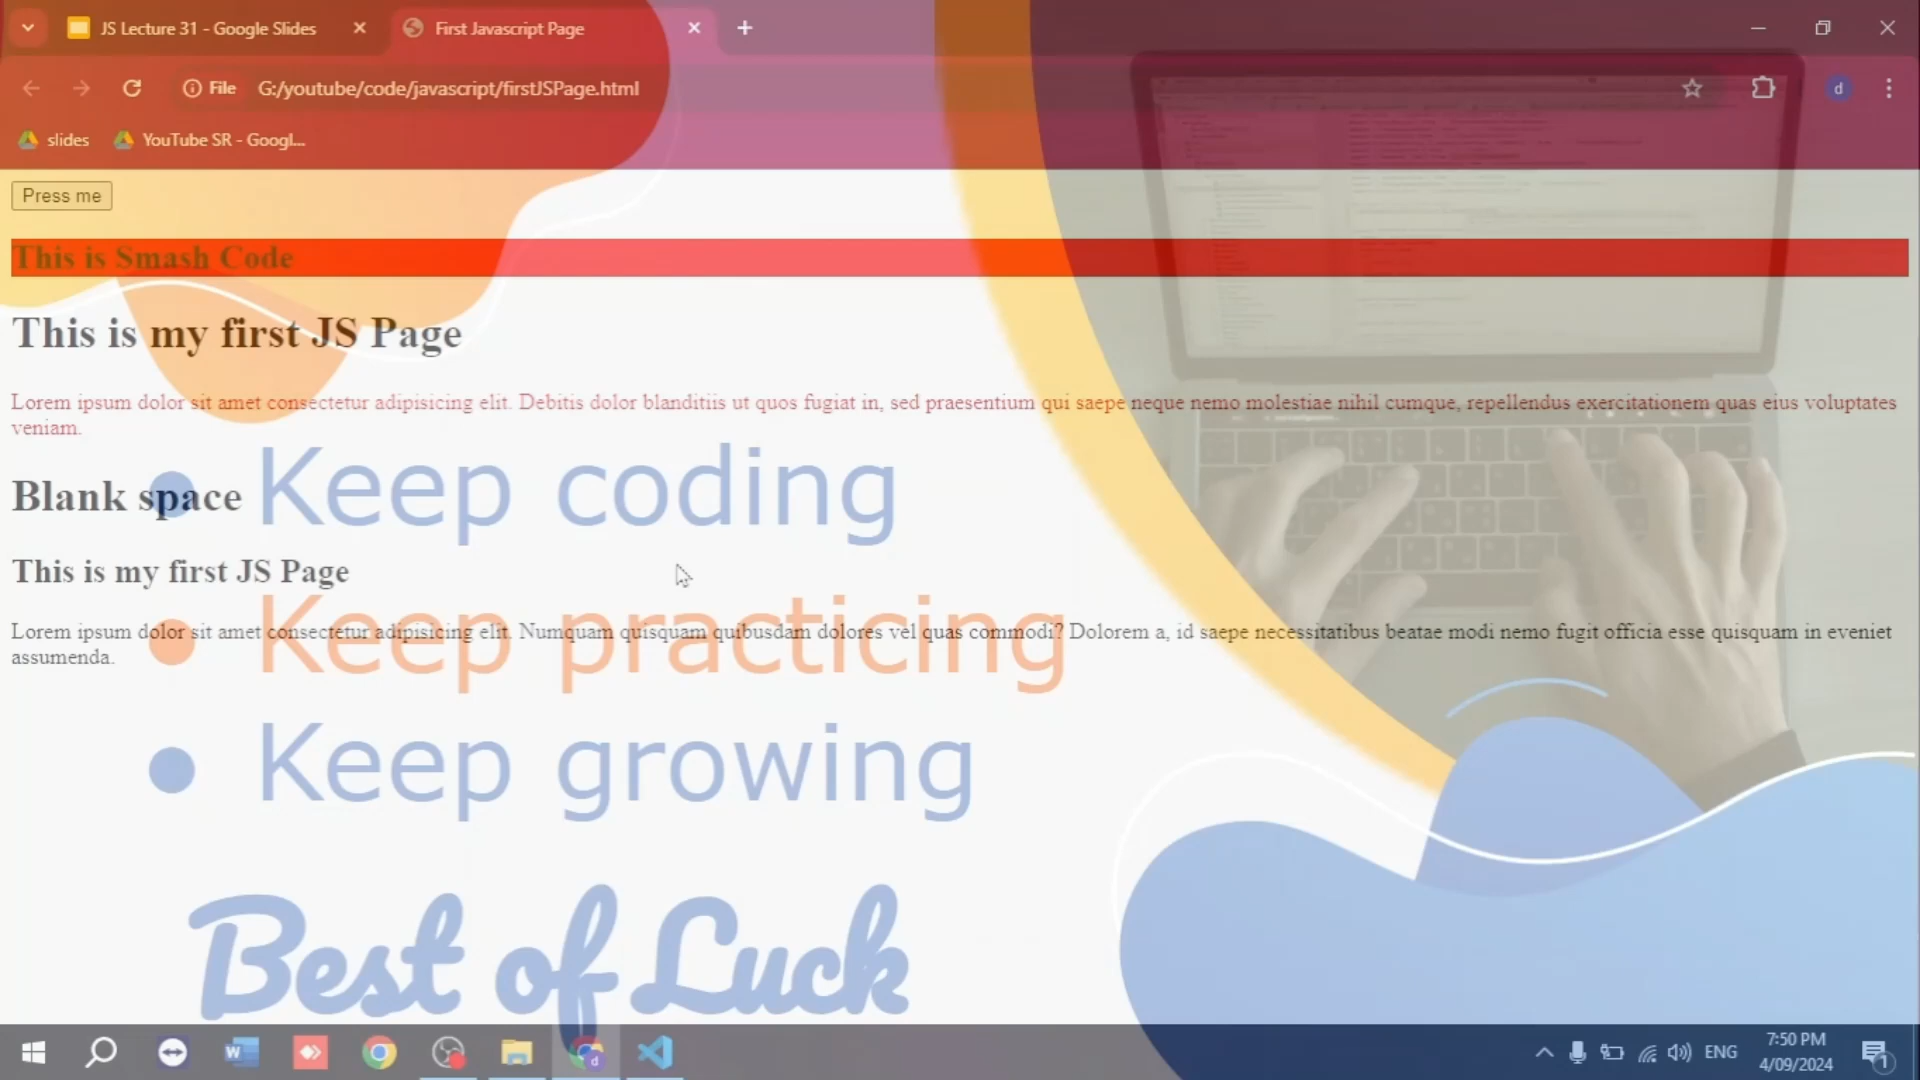 JS Lecture 31 - Google Slides
First Javascript Page
File
G:/youtube/code/javascript/firstJSPage.html
d
slides
YouTube SR - Googl...
Press me
This is Smash Code
This is my first JS Page
Lorem ipsum dolor sit amet consectetur adipisicing elit. Debitis dolor blanditiis ut quos fugiat in, sed praesentium qui saepe neque nemo molestiae nihil cumque, repellendus exercitationem quas eius voluptates
veniam.
Keep coding
Blank space
This is my first JS Page
Keep practicing
Lorem ipsum dolor sit amet consectetur adipisicing elit. Numquam quisquam quibusdam dolores vel quas commodi? Dolorem a, id saepe necessitatibus beatae modi nemo fugit officia esse quisquam in eveniet
assumenda.
Keep growing
Best of Luck
W
d
ENG
7:50 PM
4/09/2024
1